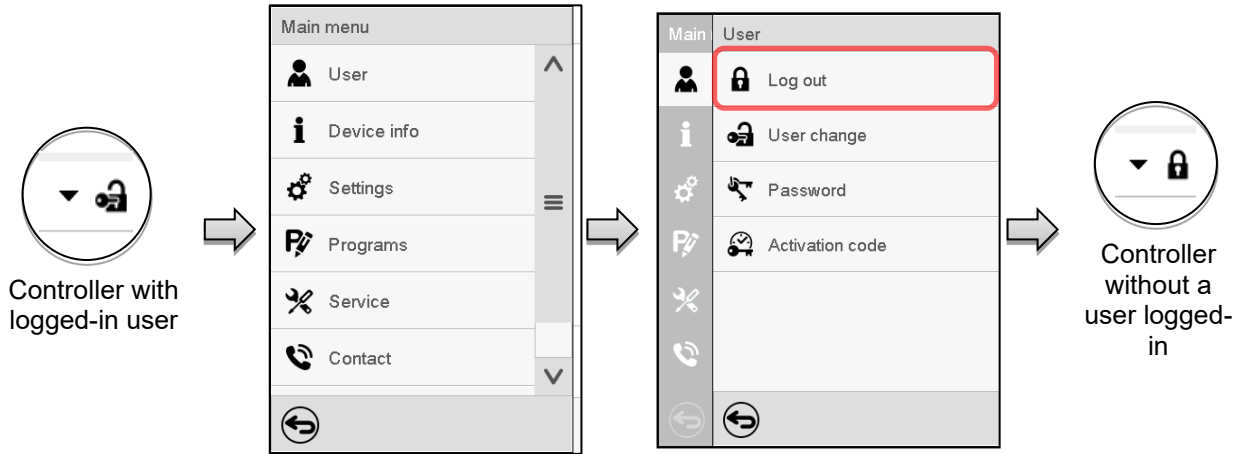 Controller with
logged-in user
Main menu
User
Device info
Settings
Programs
Service
Contact
Main
User
Log out
User change
Password
Activation code
Controller
without a
user logged-
in